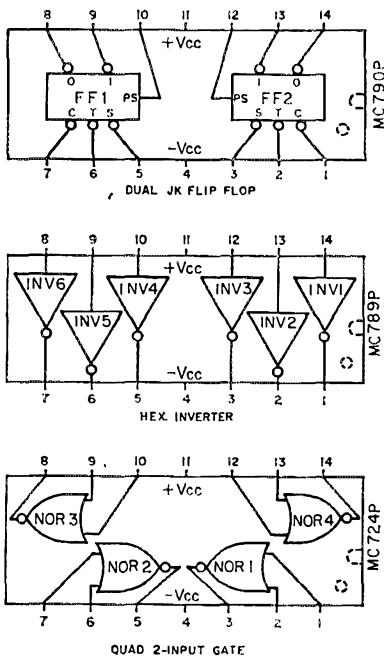 8 9 10 11 12 13 14
+Vcc
0 1 1 0
FF1 PS PS FF2
C T S S T C
-Vcc
7 6 5 4 3 2 1
DUAL JK FLIP FLOP
MC790P
8 9 10 11 12 13 14
+Vcc
INV6 INV4 INV3 INV1
INV5 INV2
-Vcc
7 6 5 4 3 2 1
HEX INVERTER
MC789P
8 9 10 11 12 13 14
+Vcc
NOR 3 NOR 4
NOR 2 NOR 1
-Vcc
7 6 5 4 3 2 1
QUAD 2-INPUT GATE
MC724P